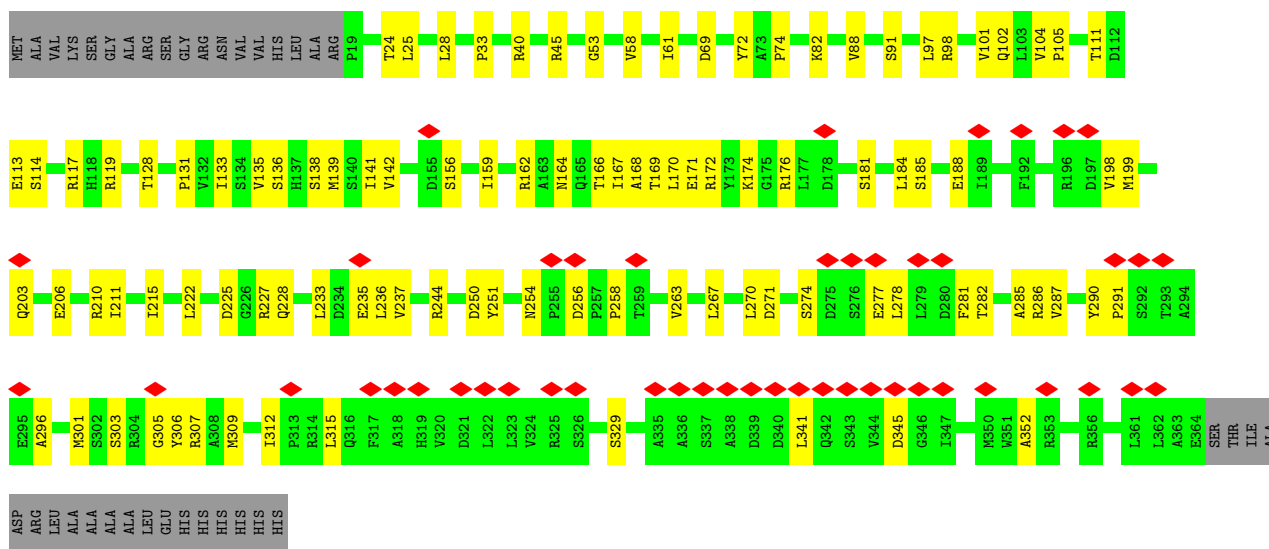 MET ALA VAL LYS SER GLY ALA ARG SER GLY ARG ASN VAL VAL HIS LEU ALA ARG P19 T24 L25 L28 P33 R40 R45 G53 V58 I61 D69 Y72 A73 P74 K82 V88 S91 L97 R98 V101 Q102 L103 V104 P105 T111 D112
E113 S114 R117 H118 R119 T128 P131 V132 I133 S134 V135 S136 H137 S138 M139 S140 I141 V142 D155 S156 I159 R162 A163 N164 Q165 T166 I167 A168 T169 L170 E171 R172 Y173 K174 G175 R176 L177 D178 S181 L184 S185 E188 I189 F192 R196 D197 V198 M199
Q203 E206 R210 I211 I215 L222 D225 G226 R227 Q228 L233 D234 E235 L236 V237 R244 D250 Y251 N254 P255 D256 P257 P258 T259 V263 L267 L270 D271 S274 D275 S276 E277 L278 L279 D280 F281 T282 A285 R286 V287 Y290 P291 S292 T293 A294
E295 A296 M301 S302 S303 R304 G305 Y306 R307 A308 M309 I312 P313 R314 L315 Q316 F317 A318 H319 V320 D321 L322 L323 V324 R325 S326 S329 A335 A336 S337 A338 D339 D340 L341 Q342 S343 V344 D345 G346 I347 M350 W351 A352 R353 R356 L361 L362 A363 E364 SER THR ILE ALA
ASP ARG LEU ALA ALA ALA ALA LEU GLU HIS HIS HIS HIS HIS HIS